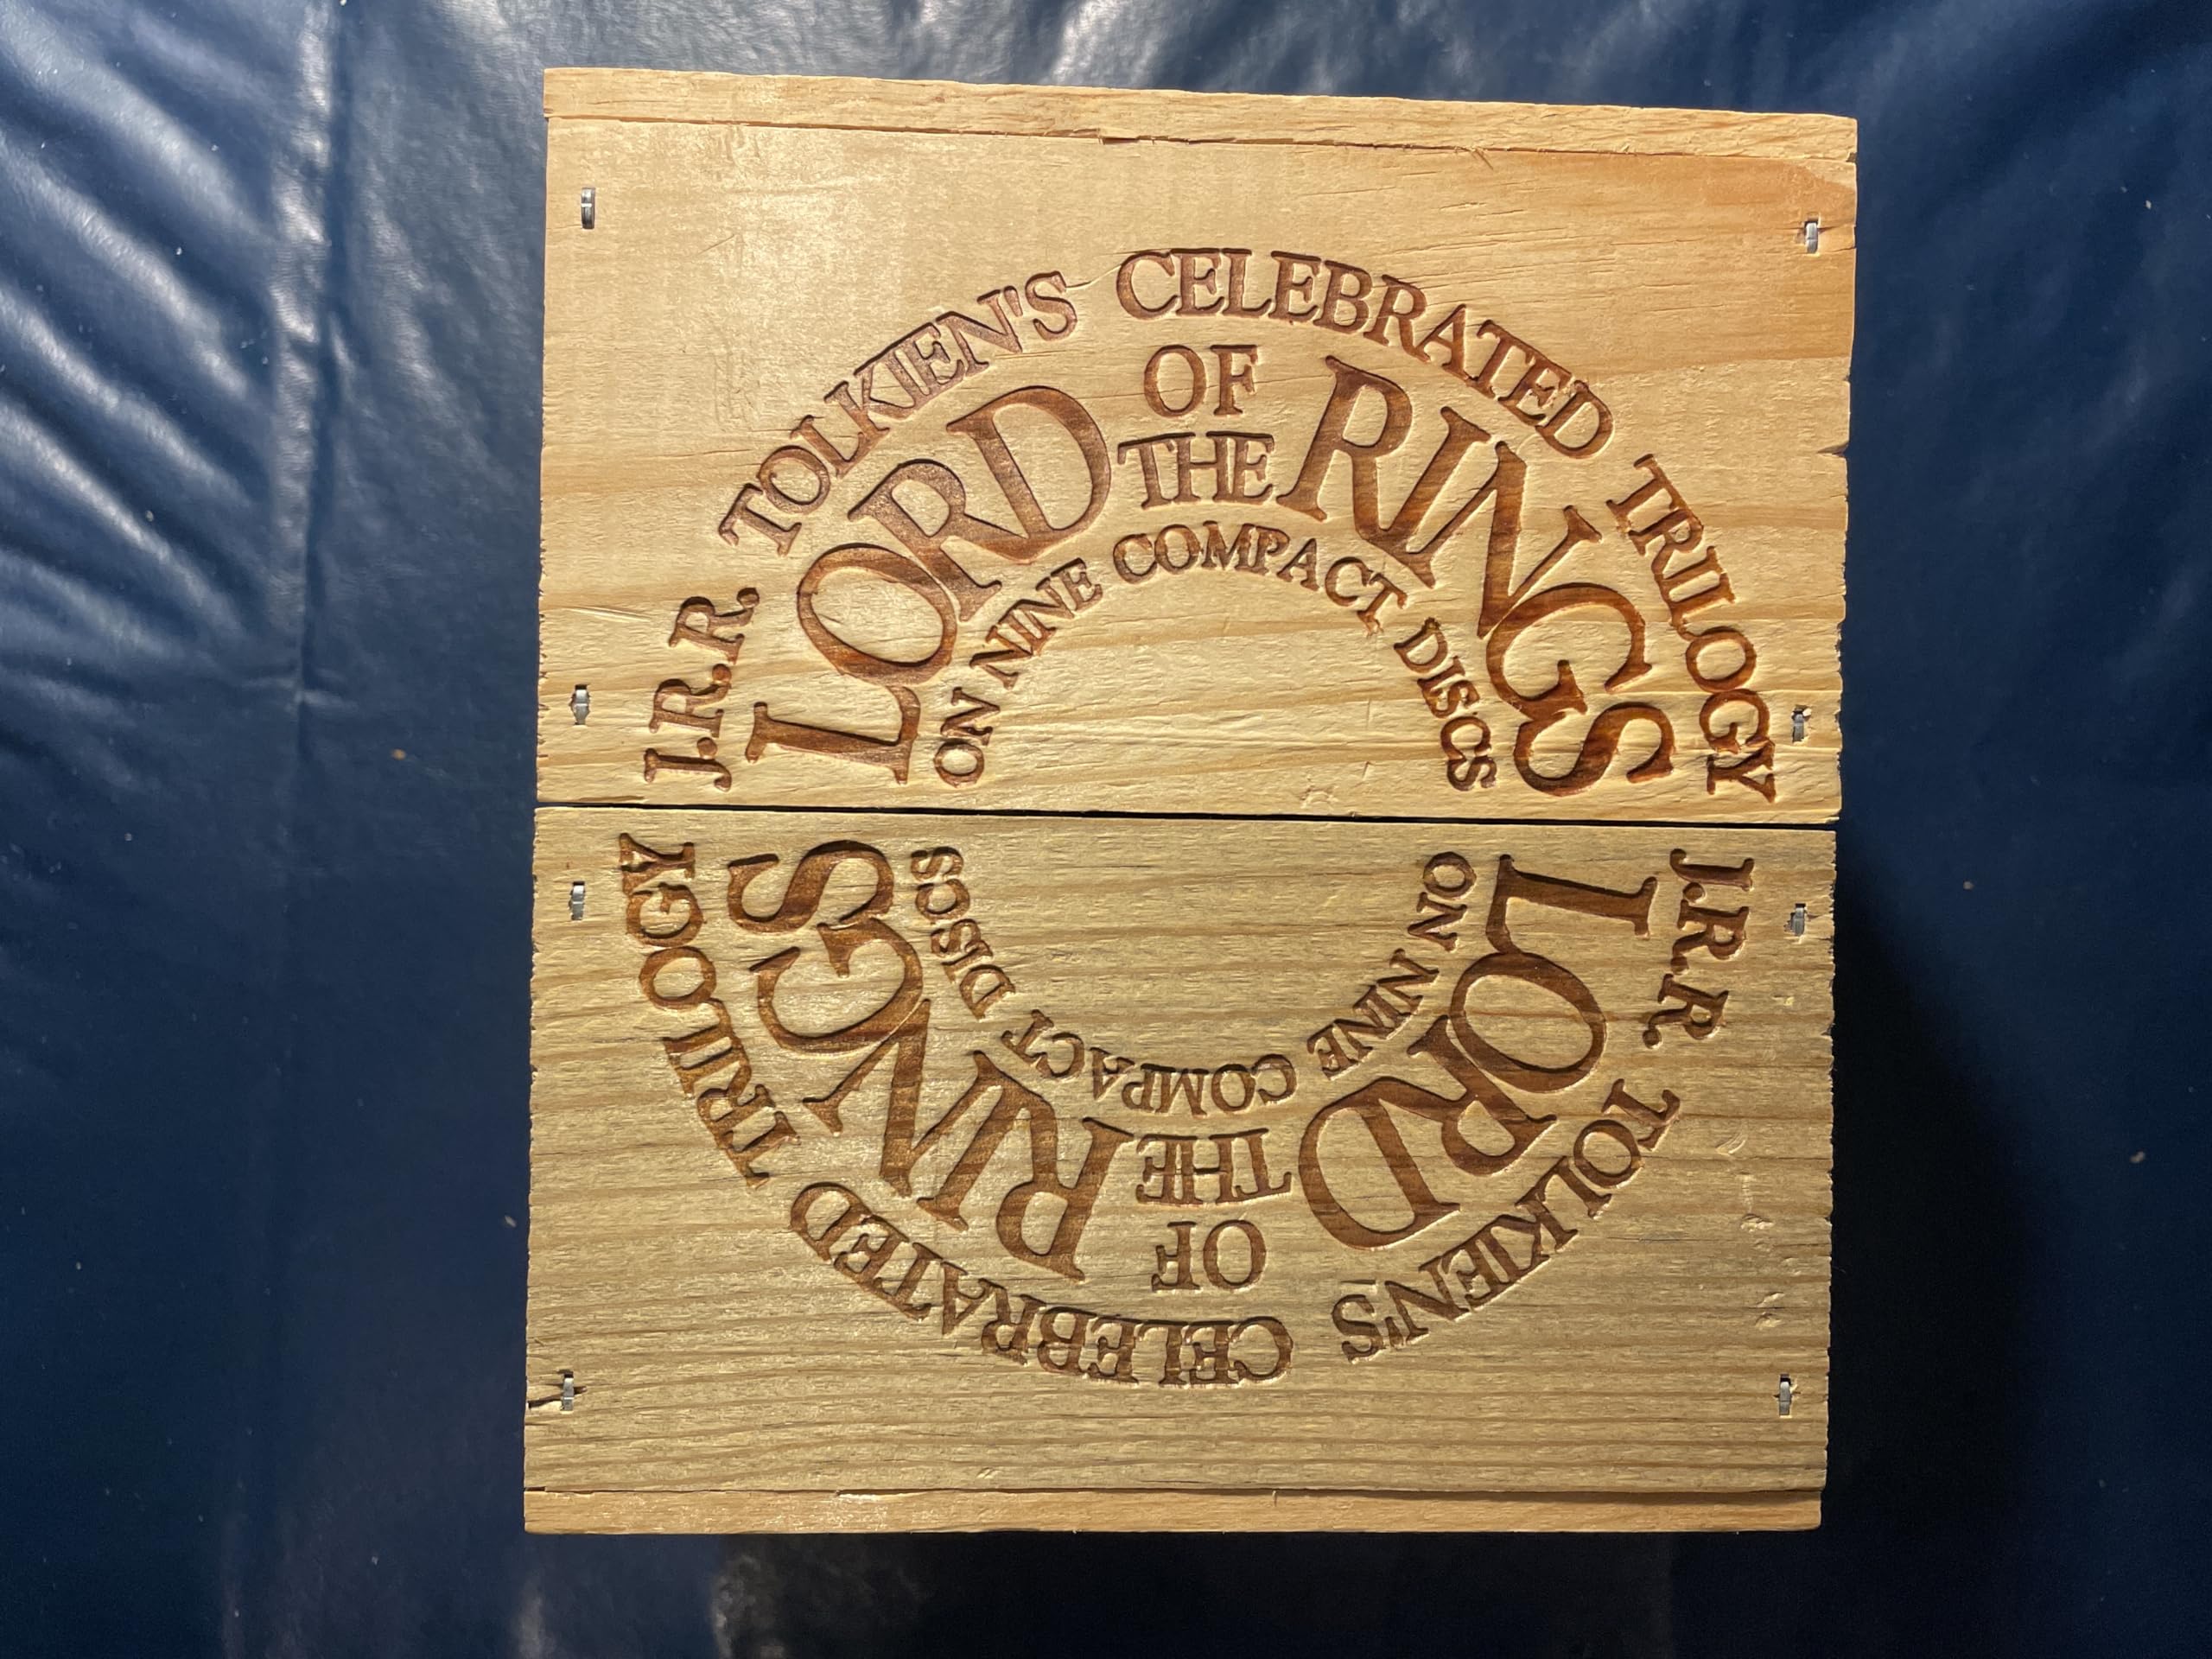 J.R.R. TOLKIEN'S CELEBRATED TRILOGY
LORD OF THE RINGS
ON NINE COMPACT DISCS
J.R.R. TOLKIEN'S CELEBRATED TRILOGY
LORD OF THE RINGS
ON NINE COMPACT DISCS